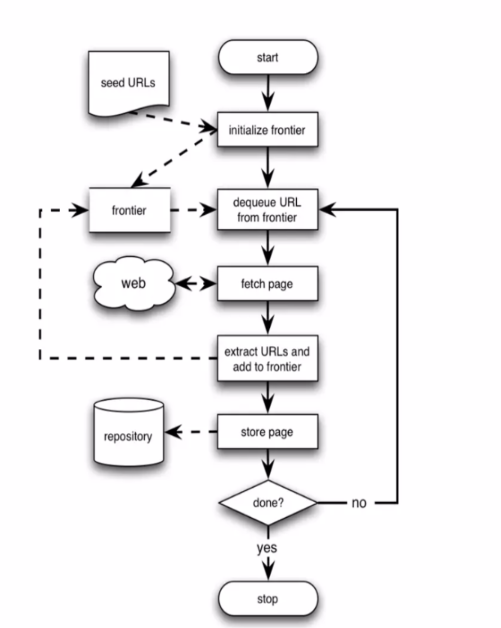 start
seed URLs
initialize frontier
frontier
dequeue URL
from frontier
web
fetch page
extract URLs and
add to frontier
repository
store page
done?
no
yes
stop